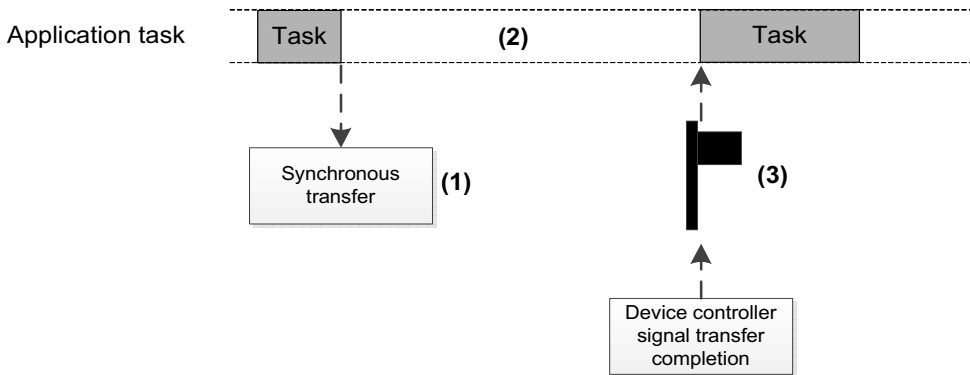 Application task
Task
(2)
Task
Synchronous
transfer
(1)
(3)
Device controller
signal transfer
completion